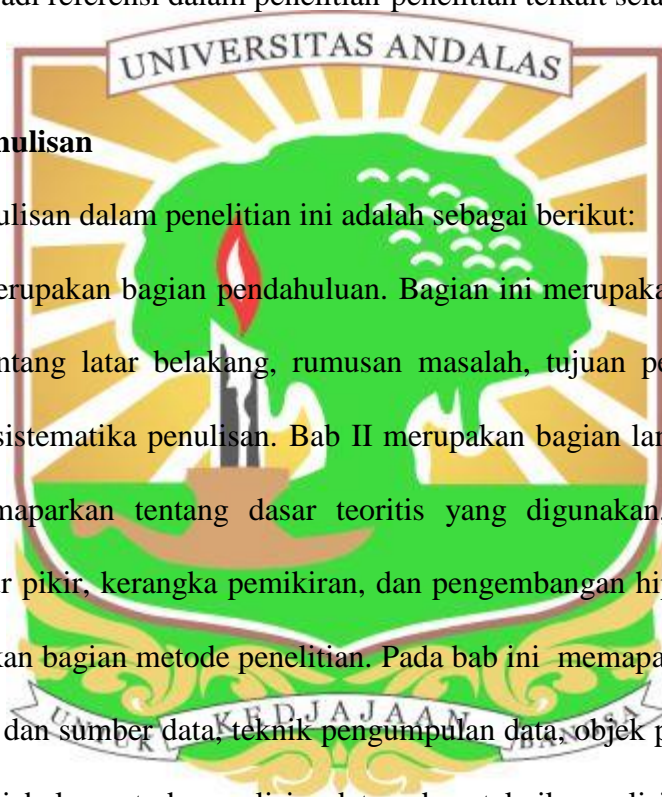 adi referensi dalam penelitian-penelitian terkait sela
UNIVERSITAS ANDALAS
nulisan
ulisan dalam penelitian ini adalah sebagai berikut:
erupakan bagian pendahuluan. Bagian ini merupaka
ntang latar belakang, rumusan masalah, tujuan pe
sistematika penulisan. Bab II merupakan bagian lan
maparkan tentang dasar teoritis yang digunakan,
r pikir, kerangka pemikiran, dan pengembangan hip
kan bagian metode penelitian. Pada bab ini memapa
dan sumber data, teknik pengumpulan data, objek p
UNTUK KEDJAJAAN BANGSA